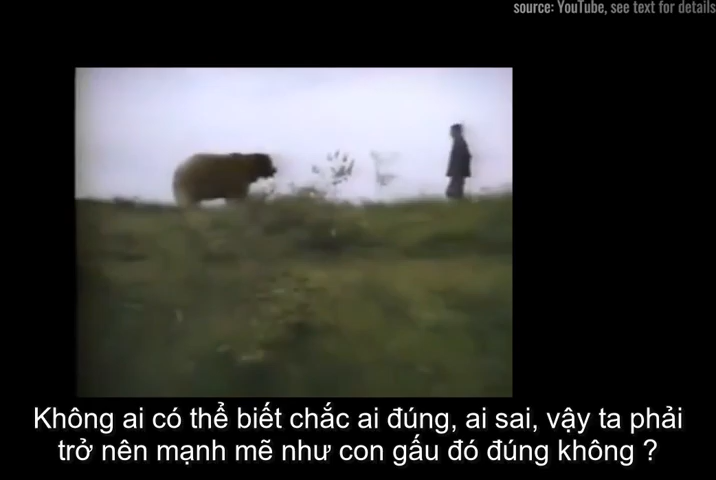 source: YouTube, see text for details
Không ai có thể biết chắc ai đúng, ai sai, vậy ta phải
trở nên mạnh mẽ như con gấu đó đúng không ?